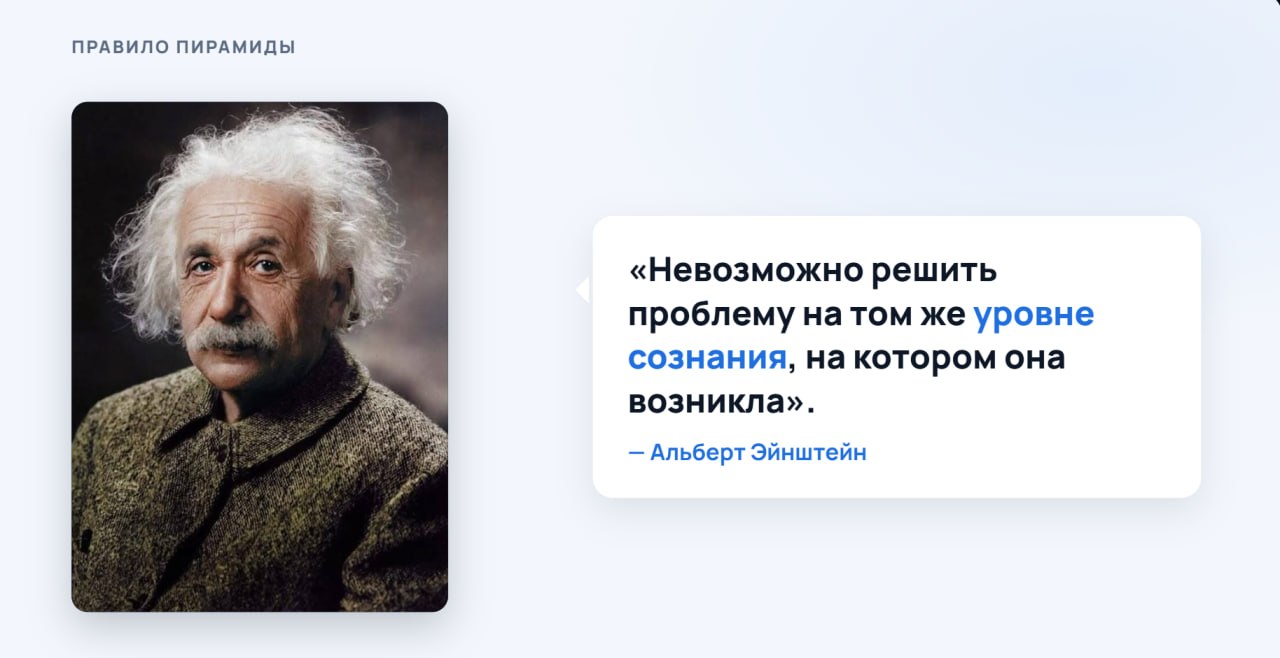 ПРАВИЛО ПИРАМИДЫ
«Невозможно решить
проблему на том же уровне
сознания, на котором она
возникла».
— Альберт Эйнштейн